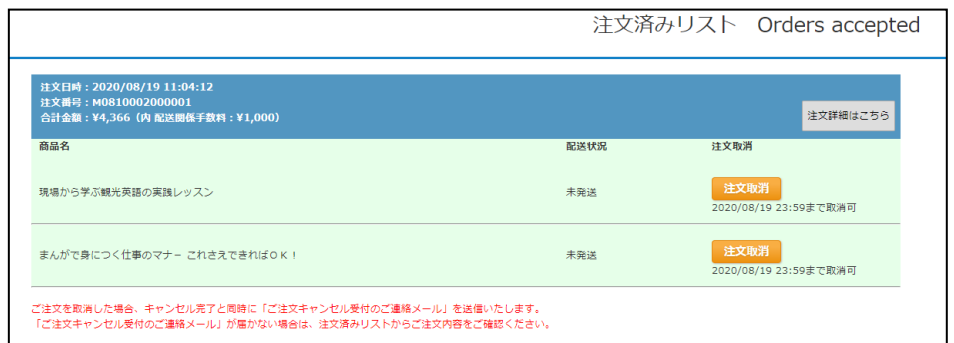 注文済みリスト　Orders accepted
注文日時：2020/08/19 11:04:12
注文番号：M0810002000001
合計金額：¥4,366（内 配送関係手数料：¥1,000）
注文詳細はこちら
商品名 配送状況 注文取消
現場から学ぶ観光英語の実践レッスン 未発送 注文取消
2020/08/19 23:59まで取消可
まんがで身につく仕事のマナー これさえできればＯＫ！ 未発送 注文取消
2020/08/19 23:59まで取消可
ご注文を取消した場合、キャンセル完了と同時に「ご注文キャンセル受付のご連絡メール」を送信いたします。
「ご注文キャンセル受付のご連絡メール」が届かない場合は、注文済みリストからご注文内容をご確認ください。